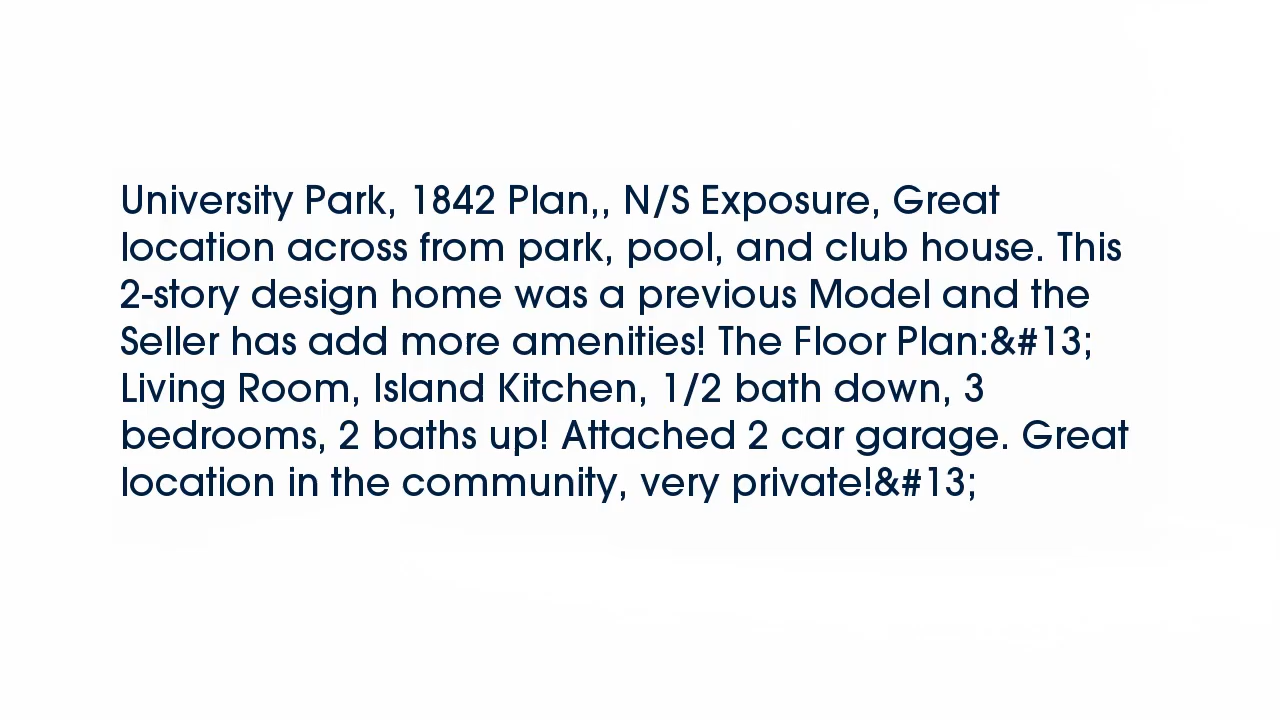 University Park, 1842 Plan,, N/S Exposure, Great
location across from park, pool, and club house. This
2-story design home was a previous Model and the
Seller has add more amenities! The Floor Plan:&#13;
Living Room, Island Kitchen, 1/2 bath down, 3
bedrooms, 2 baths up! Attached 2 car garage. Great
location in the community, very private!&#13;